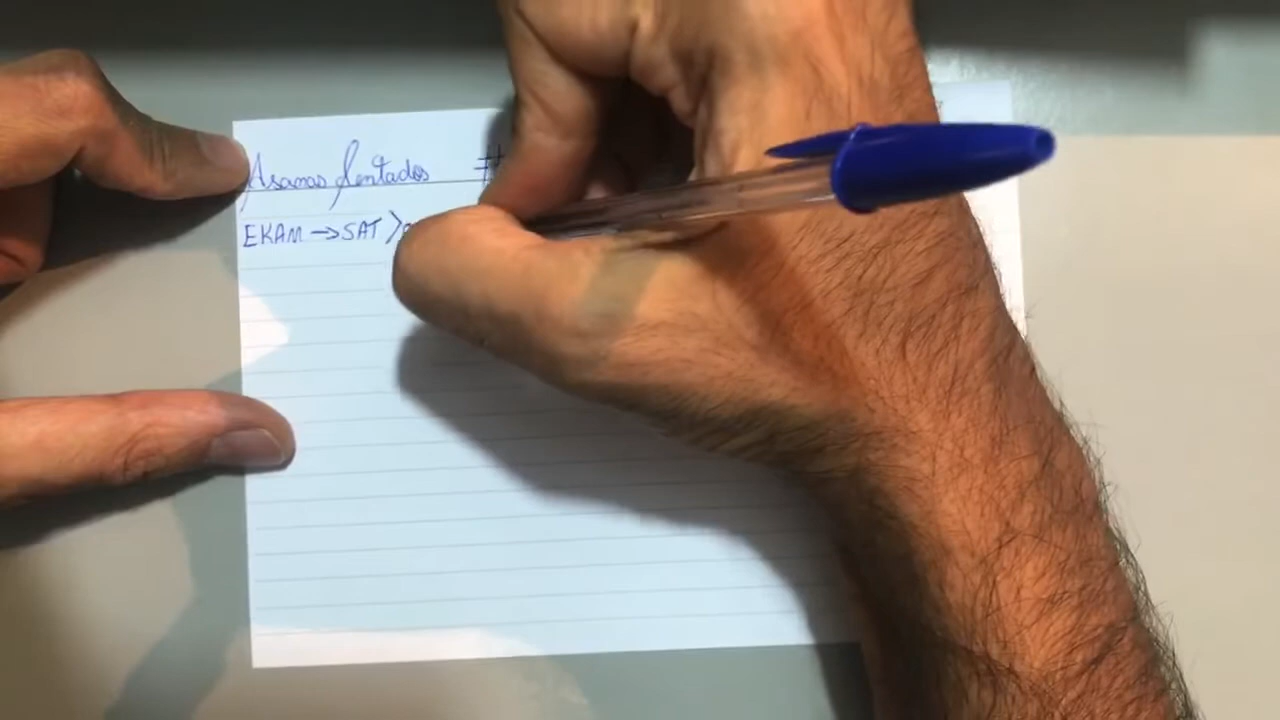 Asanas Sentados #
EKAM → SAT >